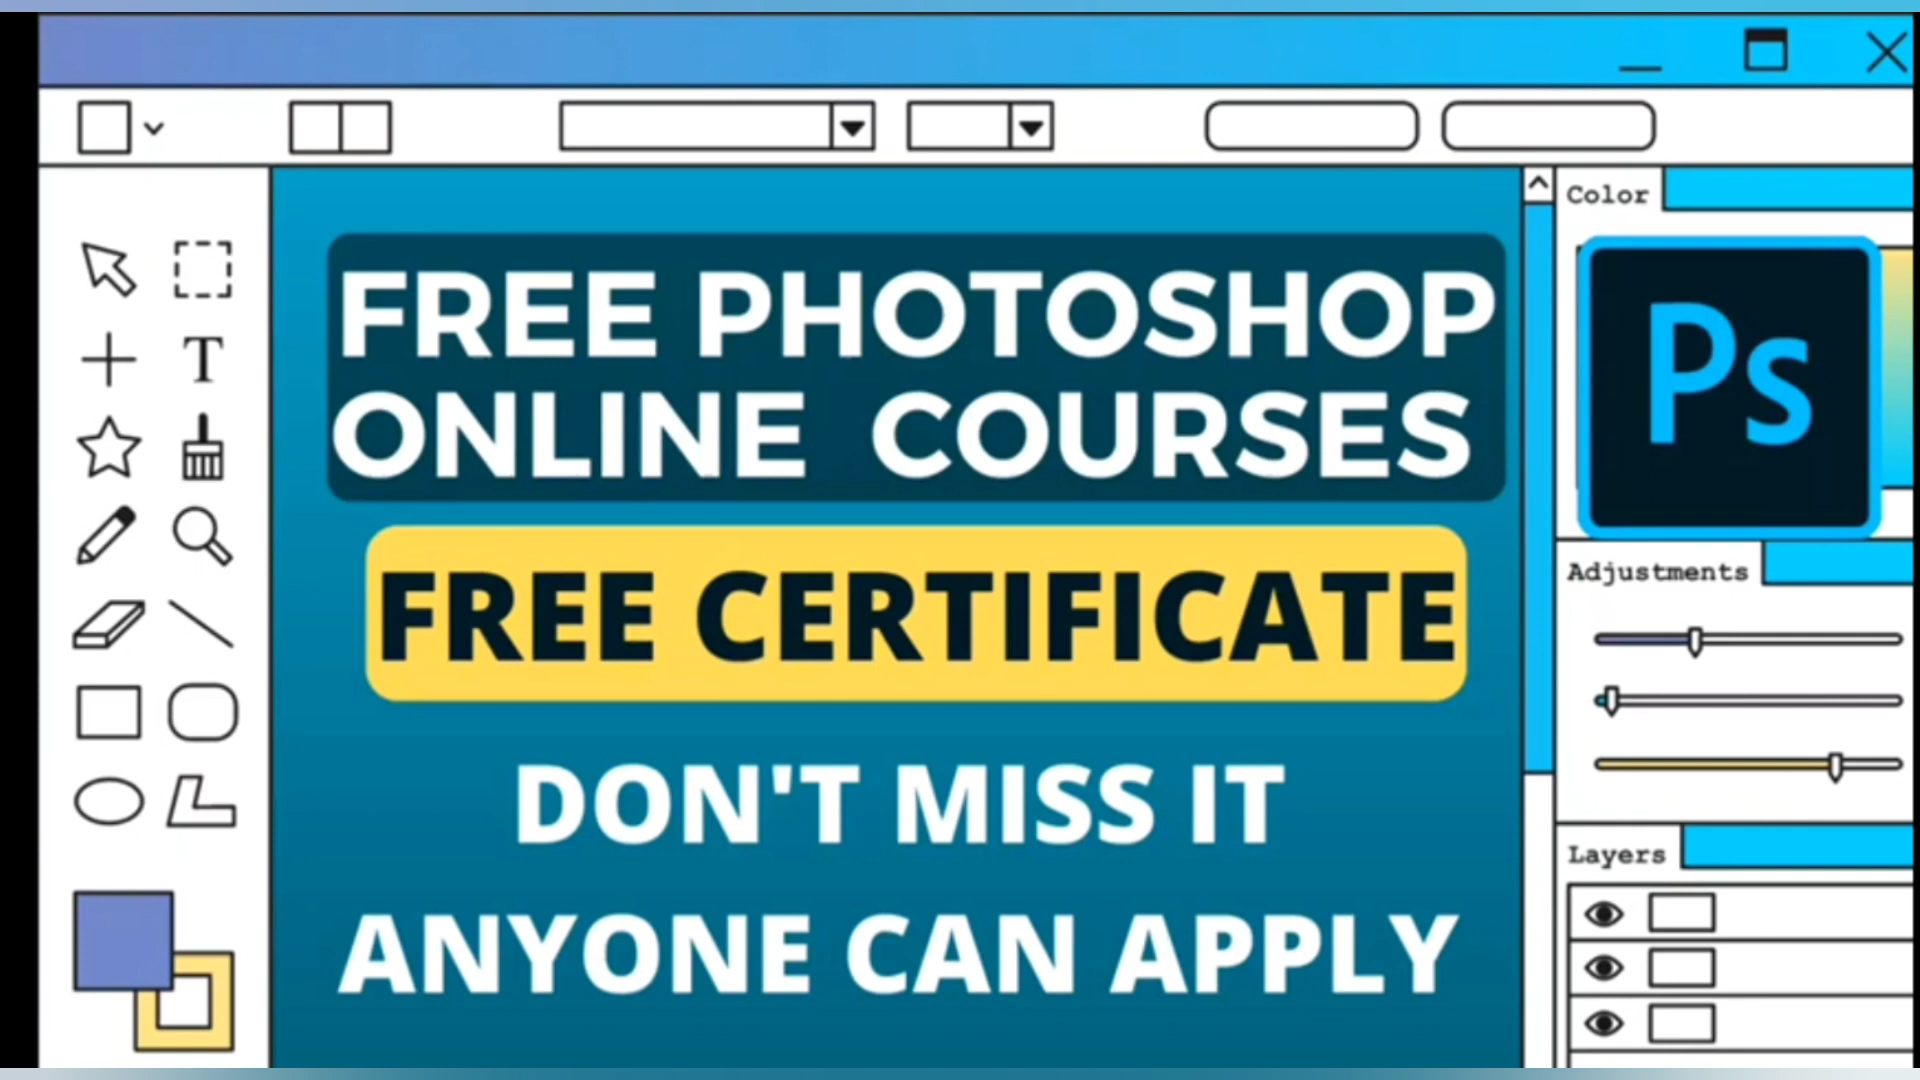 Color
FREE PHOTOSHOP
ONLINE COURSES
Ps
T
FREE CERTIFICATE
Adjustments
DON'T MISS IT
Layers
ANYONE CAN APPLY